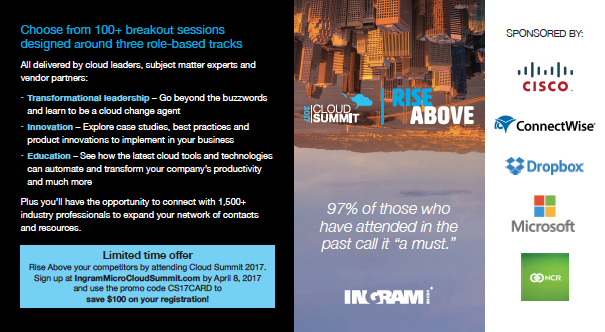 Choose from 100+ breakout sessions
designed around three role-based tracks
All delivered by cloud leaders, subject matter experts and
vendor partners:
- Transformational leadership – Go beyond the buzzwords
and learn to be a cloud change agent
- Innovation – Explore case studies, best practices and
product innovations to implement in your business
- Education – See how the latest cloud tools and technologies
can automate and transform your company's productivity
and much more
Plus you'll have the opportunity to connect with 1,500+
industry professionals to expand your network of contacts
and resources.
Limited time offer
Rise Above your competitors by attending Cloud Summit 2017.
Sign up at IngramMicroCloudSummit.com by April 8, 2017
and use the promo code CS17CARD to
save $100 on your registration!
2017 CLOUD
SUMMIT
RISE
ABOVE
97% of those who
have attended in the
past call it “a must.”
INGRAM MICRO
SPONSORED BY:
CISCO
ConnectWise
Dropbox
Microsoft
NCR